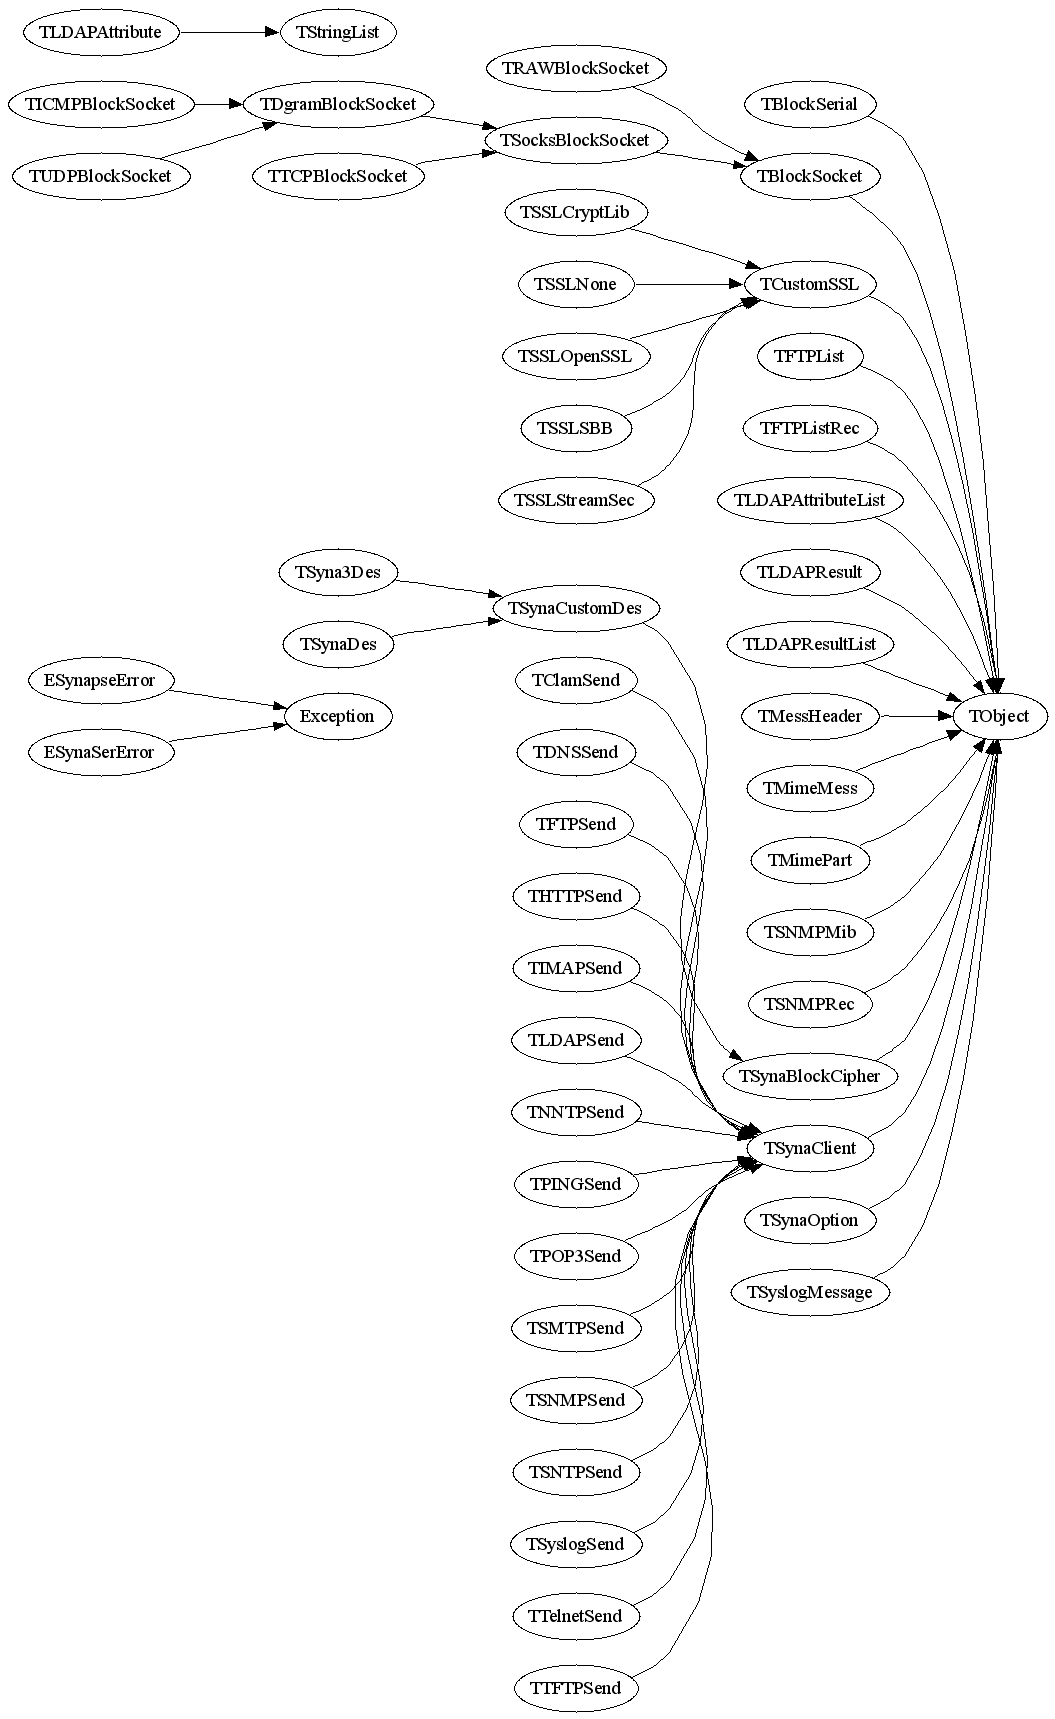 TLDAPAttribute
TStringList
TRAWBlockSocket
TICMPBlockSocket
TDgramBlockSocket
TBlockSerial
TSocksBlockSocket
TUDPBlockSocket
TTCPBlockSocket
TBlockSocket
TSSLCryptLib
TSSLNone
TCustomSSL
TSSLOpenSSL
TFTPList
TSSLSBB
TFTPListRec
TSSLStreamSec
TLDAPAttributeList
TSyna3Des
TLDAPResult
TSynaCustomDes
TSynaDes
TLDAPResultList
ESynapseError
TClamSend
Exception
TMessHeader
TObject
ESynaSerError
TDNSSend
TMimeMess
TFTPSend
TMimePart
THTTPSend
TSNMPMib
TIMAPSend
TSNMPRec
TLDAPSend
TSynaBlockCipher
TNNTPSend
TSynaClient
TPINGSend
TSynaOption
TPOP3Send
TSyslogMessage
TSMTPSend
TSNMPSend
TSNTPSend
TSyslogSend
TTelnetSend
TTFTPSend